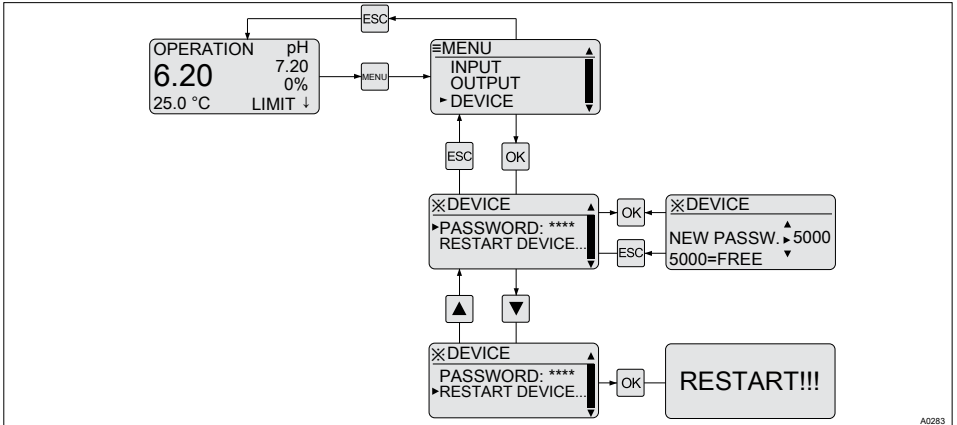 ESC
OPERATION pH
6.20 7.20
0%
25.0 °C LIMIT ↓
MENU
≡MENU ▲
INPUT
OUTPUT
►DEVICE ▼
ESC
OK
※DEVICE ▲
►PASSWORD: ****
RESTART DEVICE... ▼
OK
ESC
※DEVICE
▲
NEW PASSW. ► 5000
5000=FREE ▼
▲
▼
※DEVICE ▲
PASSWORD: ****
►RESTART DEVICE... ▼
OK
RESTART!!!
A0283